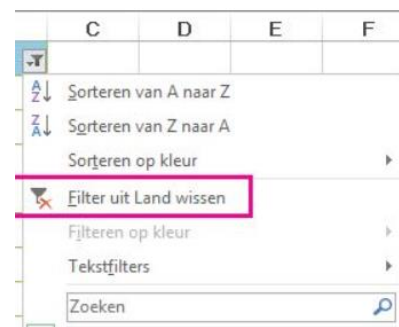 C D E F
Sorteren van A naar Z
Sorteren van Z naar A
Sorteren op kleur
Filter uit Land wissen
Filteren op kleur
Tekstfilters
Zoeken